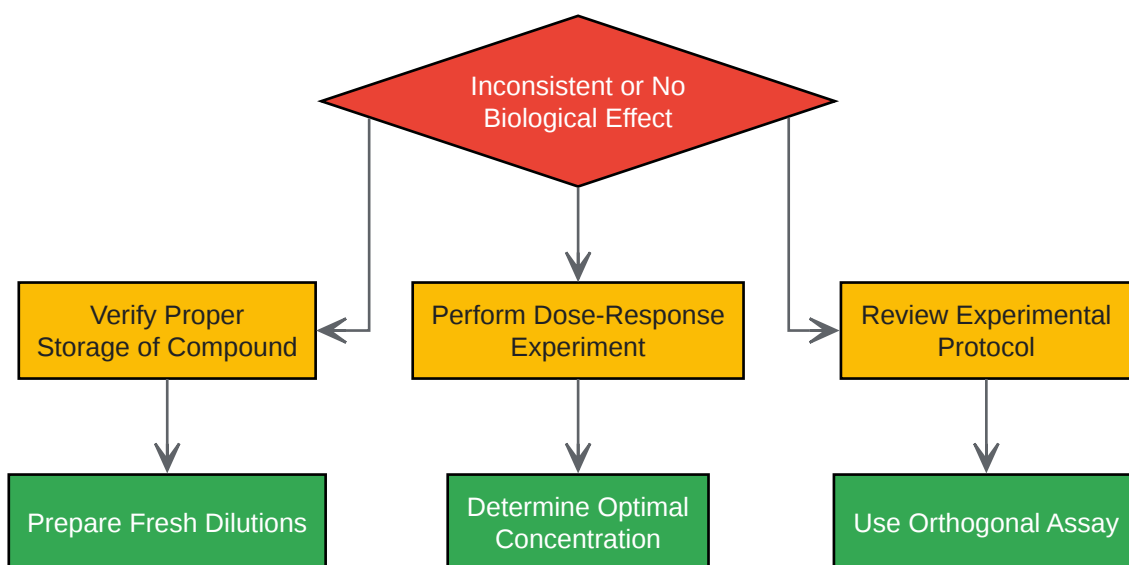 Inconsistent or No
Biological Effect
Verify Proper
Storage of Compound
Perform Dose-Response
Experiment
Review Experimental
Protocol
Prepare Fresh Dilutions
Determine Optimal
Concentration
Use Orthogonal Assay